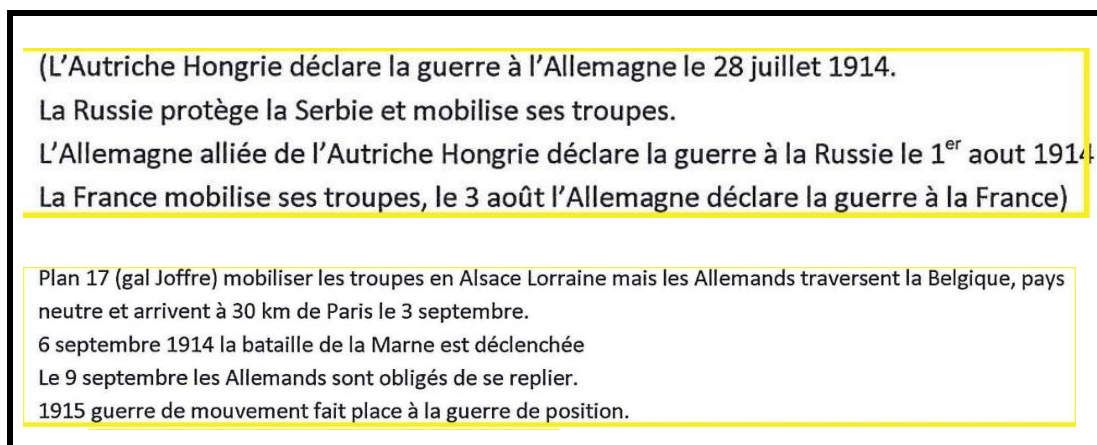 (L'Autriche Hongrie déclare la guerre à l'Allemagne le 28 juillet 1914.
La Russie protège la Serbie et mobilise ses troupes.
L'Allemagne alliée de l'Autriche Hongrie déclare la guerre à la Russie le 1er aout 1914
La France mobilise ses troupes, le 3 août l'Allemagne déclare la guerre à la France)
Plan 17 (gal Joffre) mobiliser les troupes en Alsace Lorraine mais les Allemands traversent la Belgique, pays
neutre et arrivent à 30 km de Paris le 3 septembre.
6 septembre 1914 la bataille de la Marne est déclenchée
Le 9 septembre les Allemands sont obligés de se replier.
1915 guerre de mouvement fait place à la guerre de position.